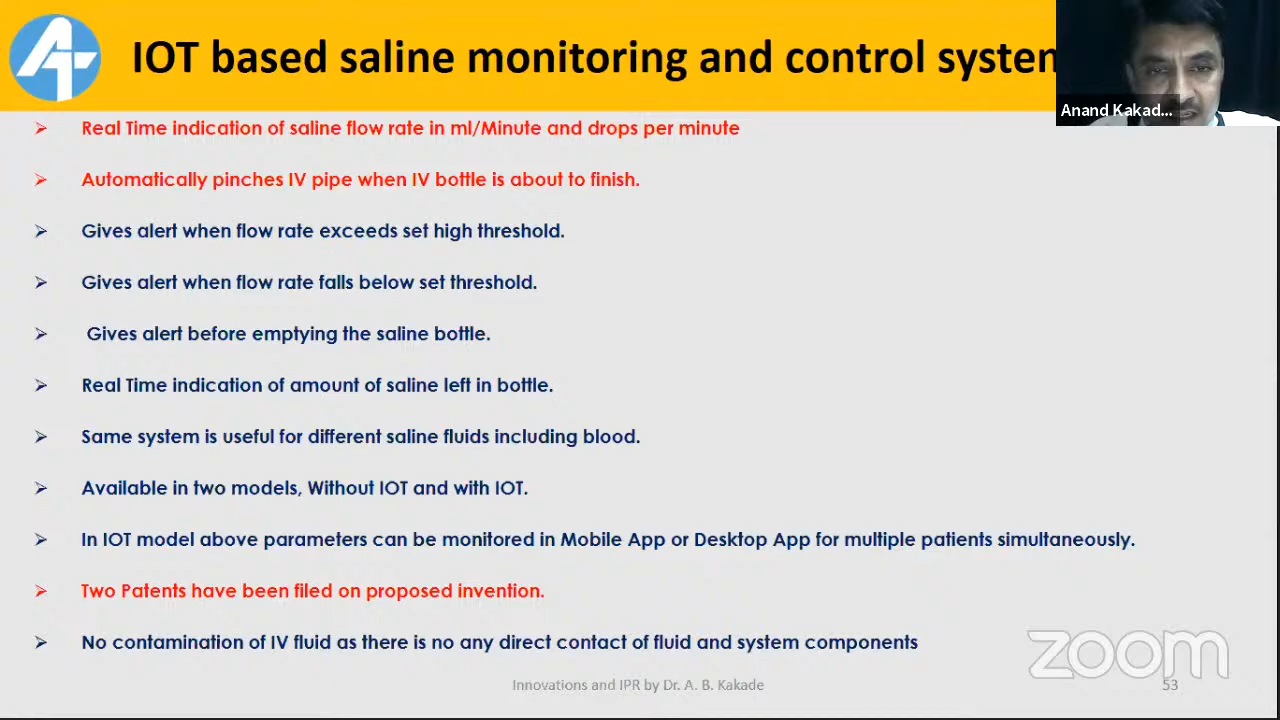 IOT based saline monitoring and control system
Anand Kakad...
➢ Real Time indication of saline flow rate in ml/Minute and drops per minute
➢ Automatically pinches IV pipe when IV bottle is about to finish.
➢ Gives alert when flow rate exceeds set high threshold.
➢ Gives alert when flow rate falls below set threshold.
➢ Gives alert before emptying the saline bottle.
➢ Real Time indication of amount of saline left in bottle.
➢ Same system is useful for different saline fluids including blood.
➢ Available in two models, Without IOT and with IOT.
➢ In IOT model above parameters can be monitored in Mobile App or Desktop App for multiple patients simultaneously.
➢ Two Patents have been filed on proposed invention.
➢ No contamination of IV fluid as there is no any direct contact of fluid and system components
zoom
Innovations and IPR by Dr. A. B. Kakade
53